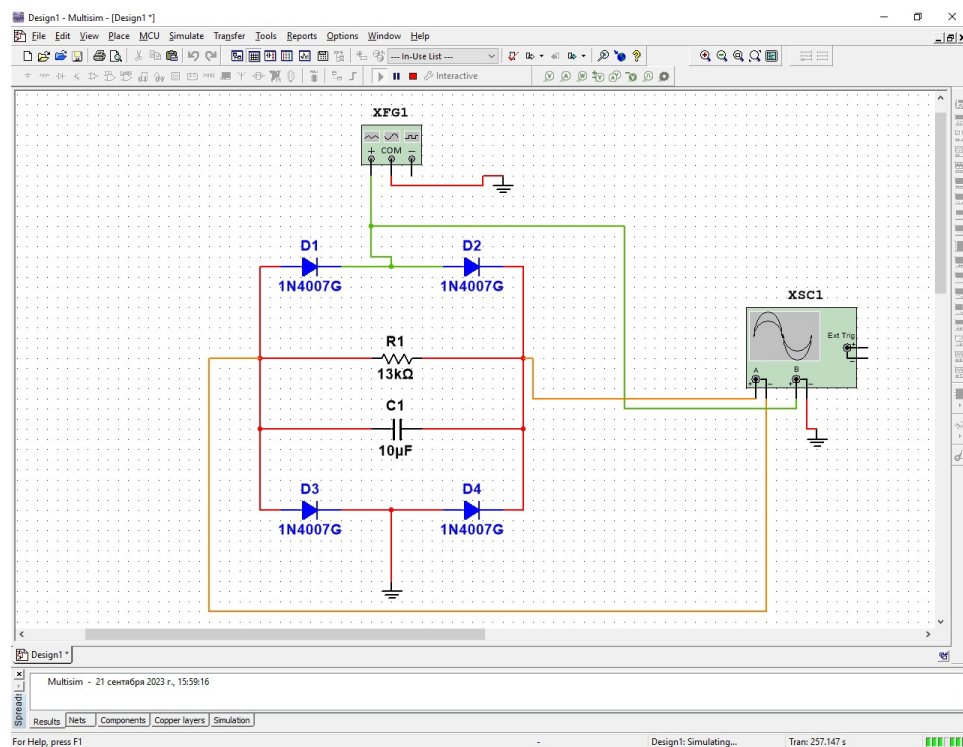 Design1 - Multisim - [Design1 *]
File Edit View Place MCU Simulate Transfer Tools Reports Options Window Help
--- In-Use List ---
Interactive
XFG1
+ COM −
D1 D2
1N4007G 1N4007G
XSC1
Ext Trig
+
−
A B
+ − + −
R1
13kΩ
C1
10μF
D3 D4
1N4007G 1N4007G
Design1 *
Multisim - 21 сентября 2023 г., 15:59:16
Results Nets Components Copper layers Simulation
For Help, press F1 - Design1: Simulating... Tran: 257.147 s